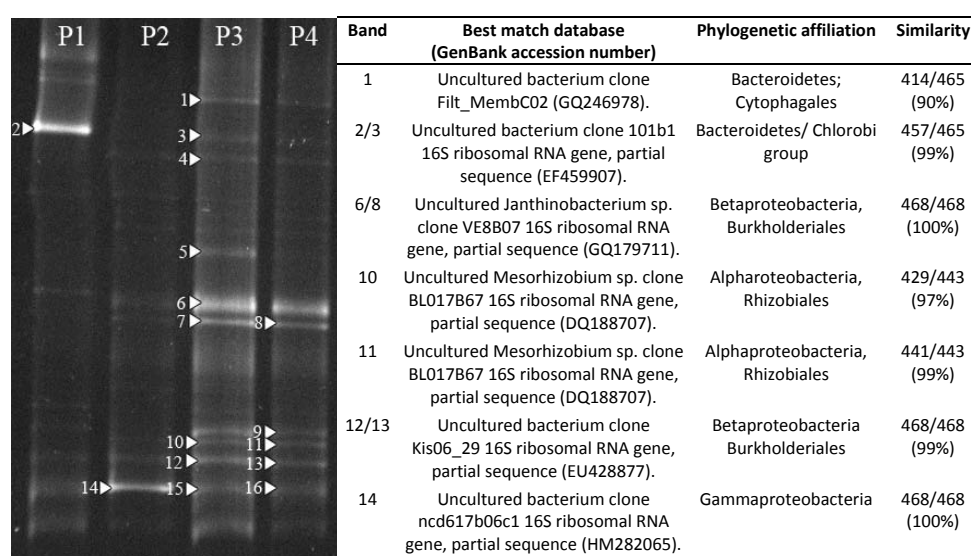 P1 P2 P3 P4
1
2
3
4
5
6
7
8
9
10
11
12
13
14
15
16
Band Best match database (GenBank accession number) Phylogenetic affiliation Similarity
1 Uncultured bacterium clone Bacteroidetes; 414/465
Filt_MembC02 (GQ246978). Cytophagales (90%)
2/3 Uncultured bacterium clone 101b1 Bacteroidetes/ Chlorobi 457/465
16S ribosomal RNA gene, partial group (99%)
sequence (EF459907).
6/8 Uncultured Janthinobacterium sp. Betaproteobacteria, 468/468
clone VE8B07 16S ribosomal RNA Burkholderiales (100%)
gene, partial sequence (GQ179711).
10 Uncultured Mesorhizobium sp. clone Alpharoteobacteria, 429/443
BL017B67 16S ribosomal RNA gene, Rhizobiales (97%)
partial sequence (DQ188707).
11 Uncultured Mesorhizobium sp. clone Alphaproteobacteria, 441/443
BL017B67 16S ribosomal RNA gene, Rhizobiales (99%)
partial sequence (DQ188707).
12/13 Uncultured bacterium clone Betaproteobacteria 468/468
Kis06_29 16S ribosomal RNA gene, Burkholderiales (99%)
partial sequence (EU428877).
14 Uncultured bacterium clone Gammaproteobacteria 468/468
ncd617b06c1 16S ribosomal RNA (100%)
gene, partial sequence (HM282065).